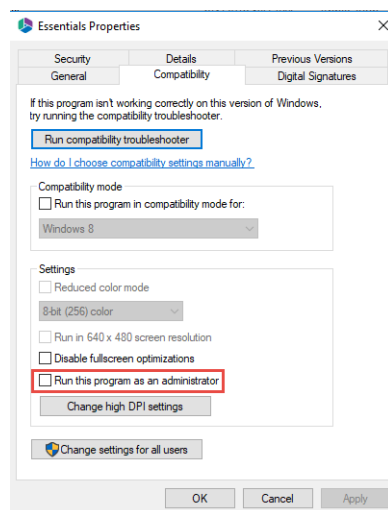 Essentials Properties
Security Details Previous Versions
General Compatibility Digital Signatures
If this program isn't working correctly on this version of Windows,
try running the compatibility troubleshooter.
Run compatibility troubleshooter
How do I choose compatibility settings manually?
Compatibility mode
Run this program in compatibility mode for:
Windows 8
Settings
Reduced color mode
8-bit (256) color
Run in 640 x 480 screen resolution
Disable fullscreen optimizations
Run this program as an administrator
Change high DPI settings
Change settings for all users
OK Cancel Apply